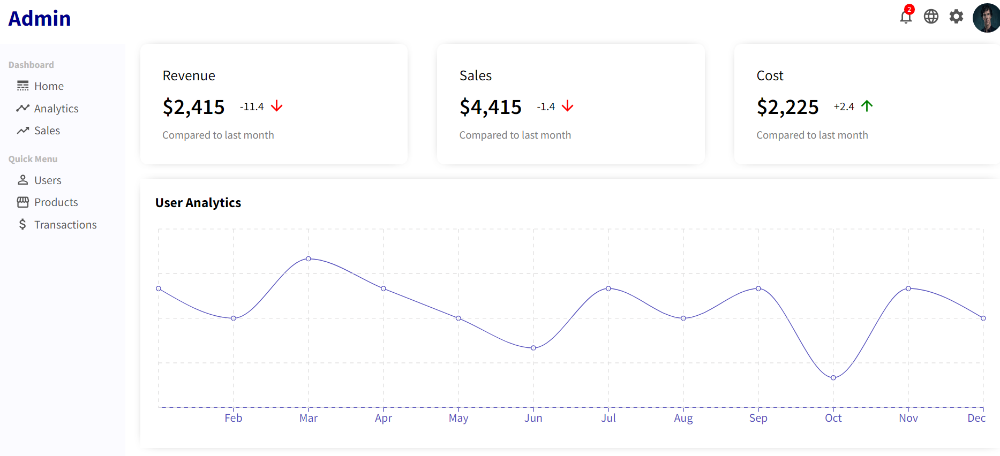 Admin
2
Dashboard
Home
Analytics
Sales
Quick Menu
Users
Products
Transactions
Revenue
$2,415 -11.4
Compared to last month
Sales
$4,415 -1.4
Compared to last month
Cost
$2,225 +2.4
Compared to last month
User Analytics
Feb Mar Apr May Jun Jul Aug Sep Oct Nov Dec